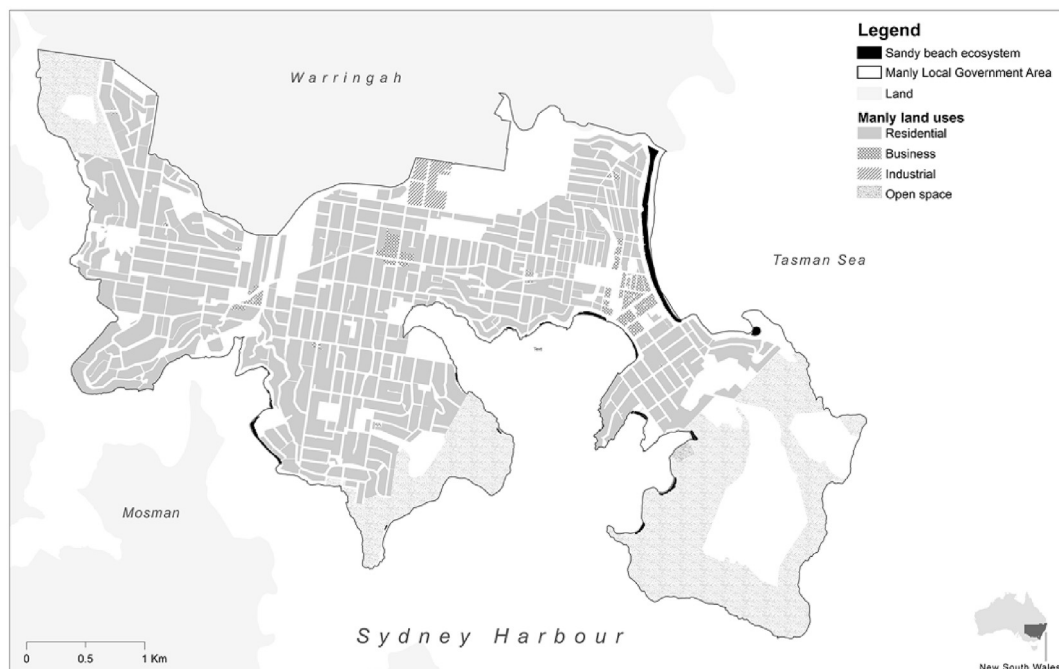 Legend
Sandy beach ecosystem
Manly Local Government Area
Land
Manly land uses
Residential
Business
Industrial
Open space
Warringah
Tasman Sea
Mosman
Sydney Harbour
0 0.5 1 Km
New South Wales